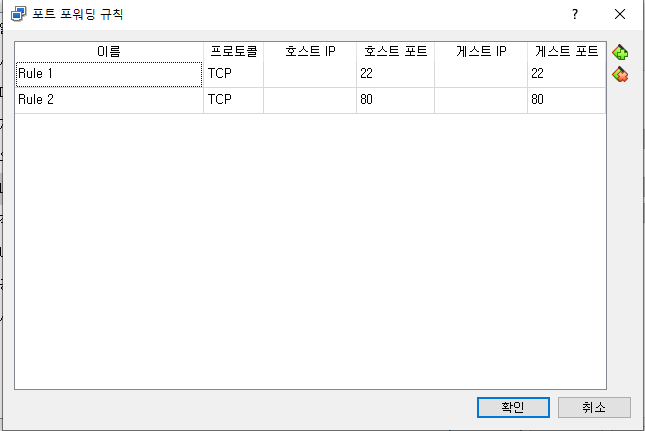 포트 포워딩 규칙 ?
이름 프로토콜 호스트 IP 호스트 포트 게스트 IP 게스트 포트
Rule 1 TCP 22 22
Rule 2 TCP 80 80
확인 취소